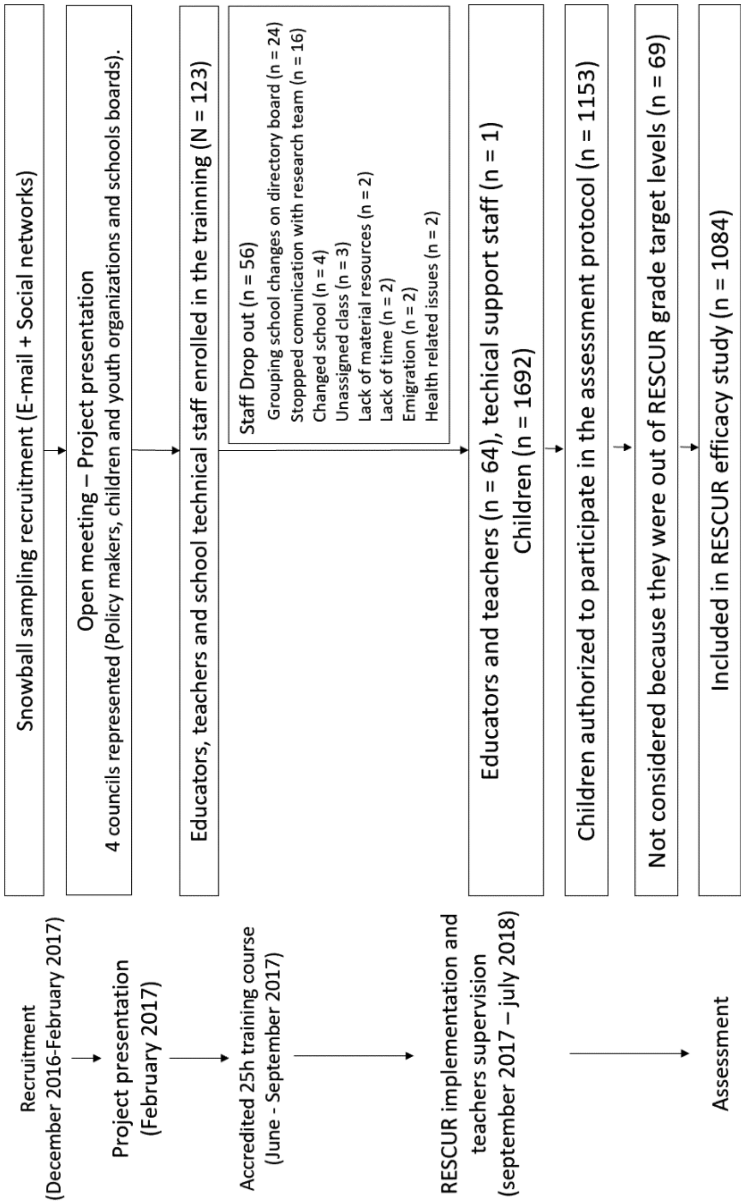 Recruitment
(December 2016-February 2017)
Snowball sampling recruitment (E-mail + Social networks)
Project presentation
(February 2017)
Open meeting – Project presentation
4 councils represented (Policy makers, children and youth organizations and schools boards).
Accredited 25h training course
(June - September 2017)
Educators, teachers and school technical staff enrolled in the trainning (N = 123)
Staff Drop out (n = 56)
Grouping school changes on directory board (n = 24)
Stoppped comunication with research team (n = 16)
Changed school (n = 4)
Unassigned class (n = 3)
Lack of material resources (n = 2)
Lack of time (n = 2)
Emigration (n = 2)
Health related issues (n = 2)
RESCUR implementation and
teachers supervision
(september 2017 – july 2018)
Educators and teachers (n = 64), techical support staff (n = 1)
Children (n = 1692)
Children authorized to participate in the assessment protocol (n = 1153)
Not considered because they were out of RESCUR grade target levels (n = 69)
Assessment
Included in RESCUR efficacy study (n = 1084)